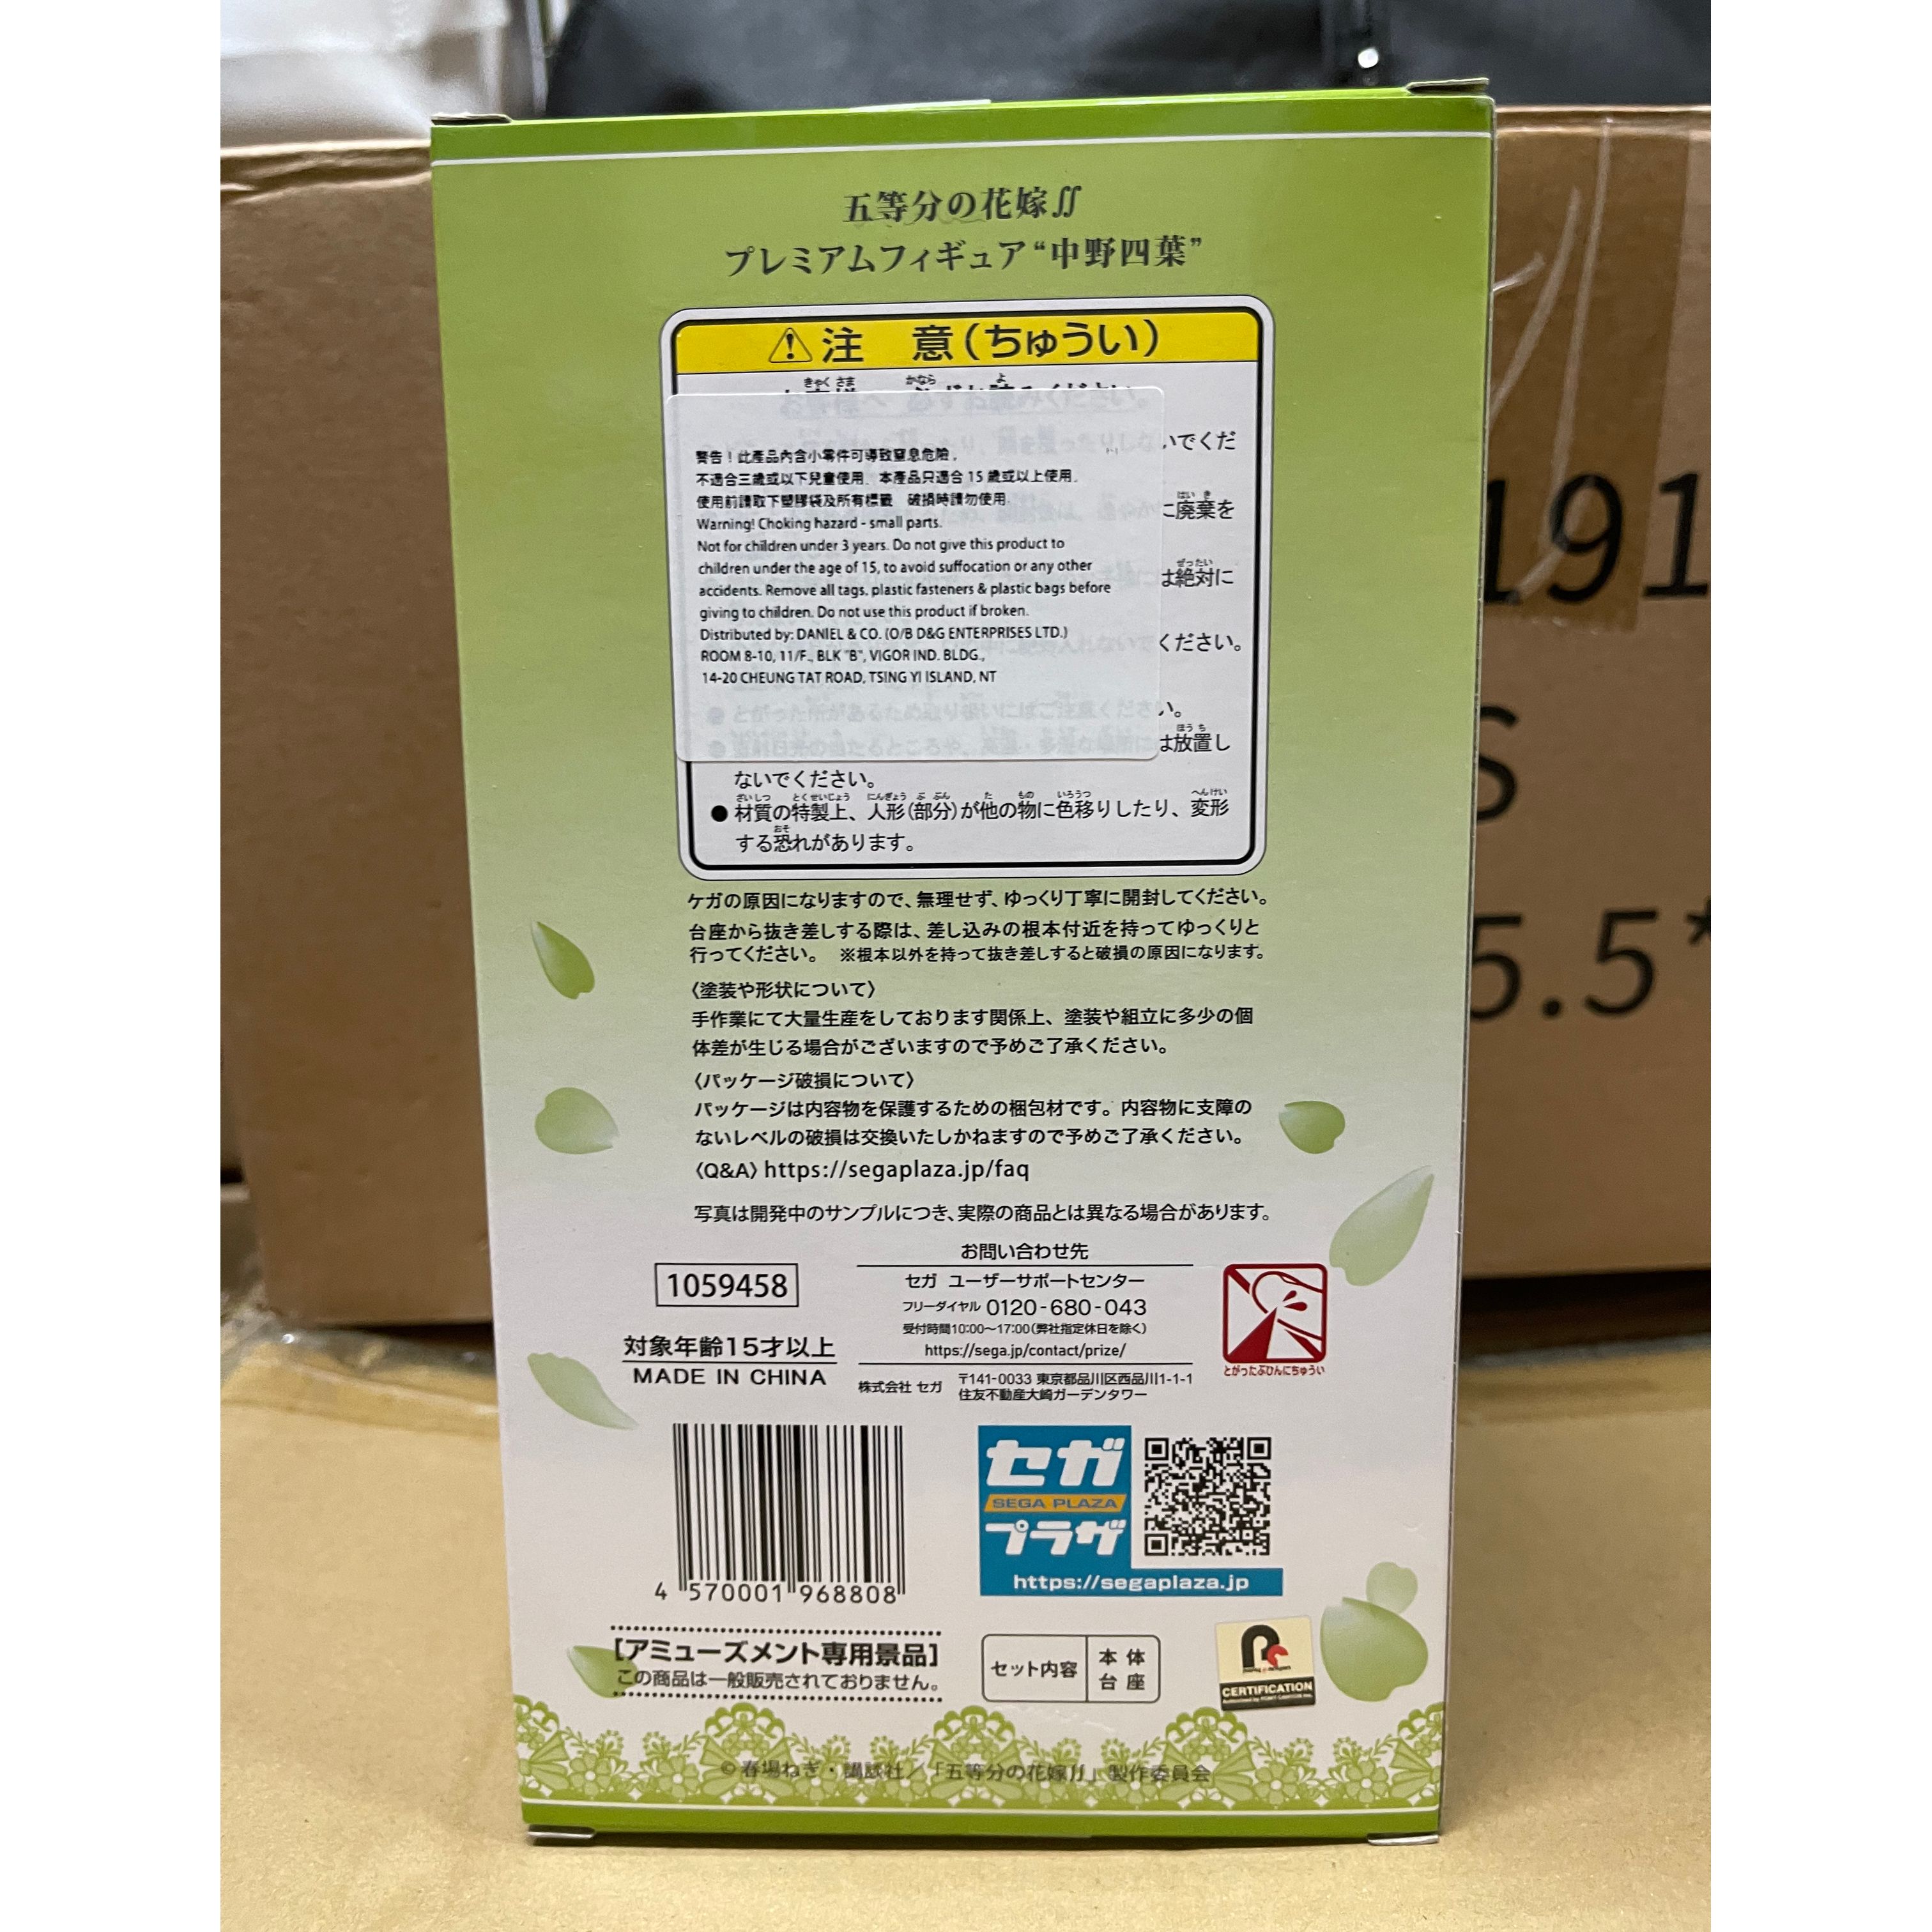 五等分の花嫁∬
プレミアムフィギュア“中野四葉”
注 意(ちゅうい)
警告!此產品內含小零件可導致窒息危險,
不適合三歲或以下兒童使用. 本產品只適合 15 歲或以上使用.
使用前請取下塑膠袋及所有標籤 破損時請勿使用.
Warning! Choking hazard - small parts.
Not for children under 3 years. Do not give this product to
children under the age of 15, to avoid suffocation or any other
accidents. Remove all tags, plastic fasteners & plastic bags before
giving to children. Do not use this product if broken.
Distributed by: DANIEL & CO. (O/B D&G ENTERPRISES LTD.)
ROOM 8-10, 11/F., BLK "B", VIGOR IND. BLDG.,
14-20 CHEUNG TAT ROAD, TSING YI ISLAND, NT
いでくだ
に廃棄を
は絶対に
ください。
い。
は放置し
ないでください。
● 材質の特製上、人形(部分)が他の物に色移りしたり、変形
する恐れがあります。
ケガの原因になりますので、無理せず、ゆっくり丁寧に開封してください。
台座から抜き差しする際は、差し込みの根本付近を持ってゆっくりと
行ってください。 ※根本以外を持って抜き差しすると破損の原因になります。
〈塗装や形状について〉
手作業にて大量生産をしております関係上、塗装や組立に多少の個
体差が生じる場合がございますので予めご了承ください。
〈パッケージ破損について〉
パッケージは内容物を保護するための梱包材です。内容物に支障の
ないレベルの破損は交換いたしかねますので予めご了承ください。
〈Q&A〉https://segaplaza.jp/faq
写真は開発中のサンプルにつき、実際の商品とは異なる場合があります。
1059458
対象年齢15才以上
MADE IN CHINA
お問い合わせ先
セガ ユーザーサポートセンター
フリーダイヤル 0120-680-043
受付時間10:00〜17:00(弊社指定休日を除く)
https://sega.jp/contact/prize/
株式会社 セガ 〒141-0033 東京都品川区西品川1-1-1
住友不動産大崎ガーデンタワー
とがったぶひんにちゅうい
4 570001 968808
セガ
SEGA PLAZA
プラザ
https://segaplaza.jp
[アミューズメント専用景品]
この商品は一般販売されておりません。
セット内容 本体
台座
CERTIFICATION
©春場ねぎ・講談社/「五等分の花嫁∬」製作委員会
191
S
5.5*